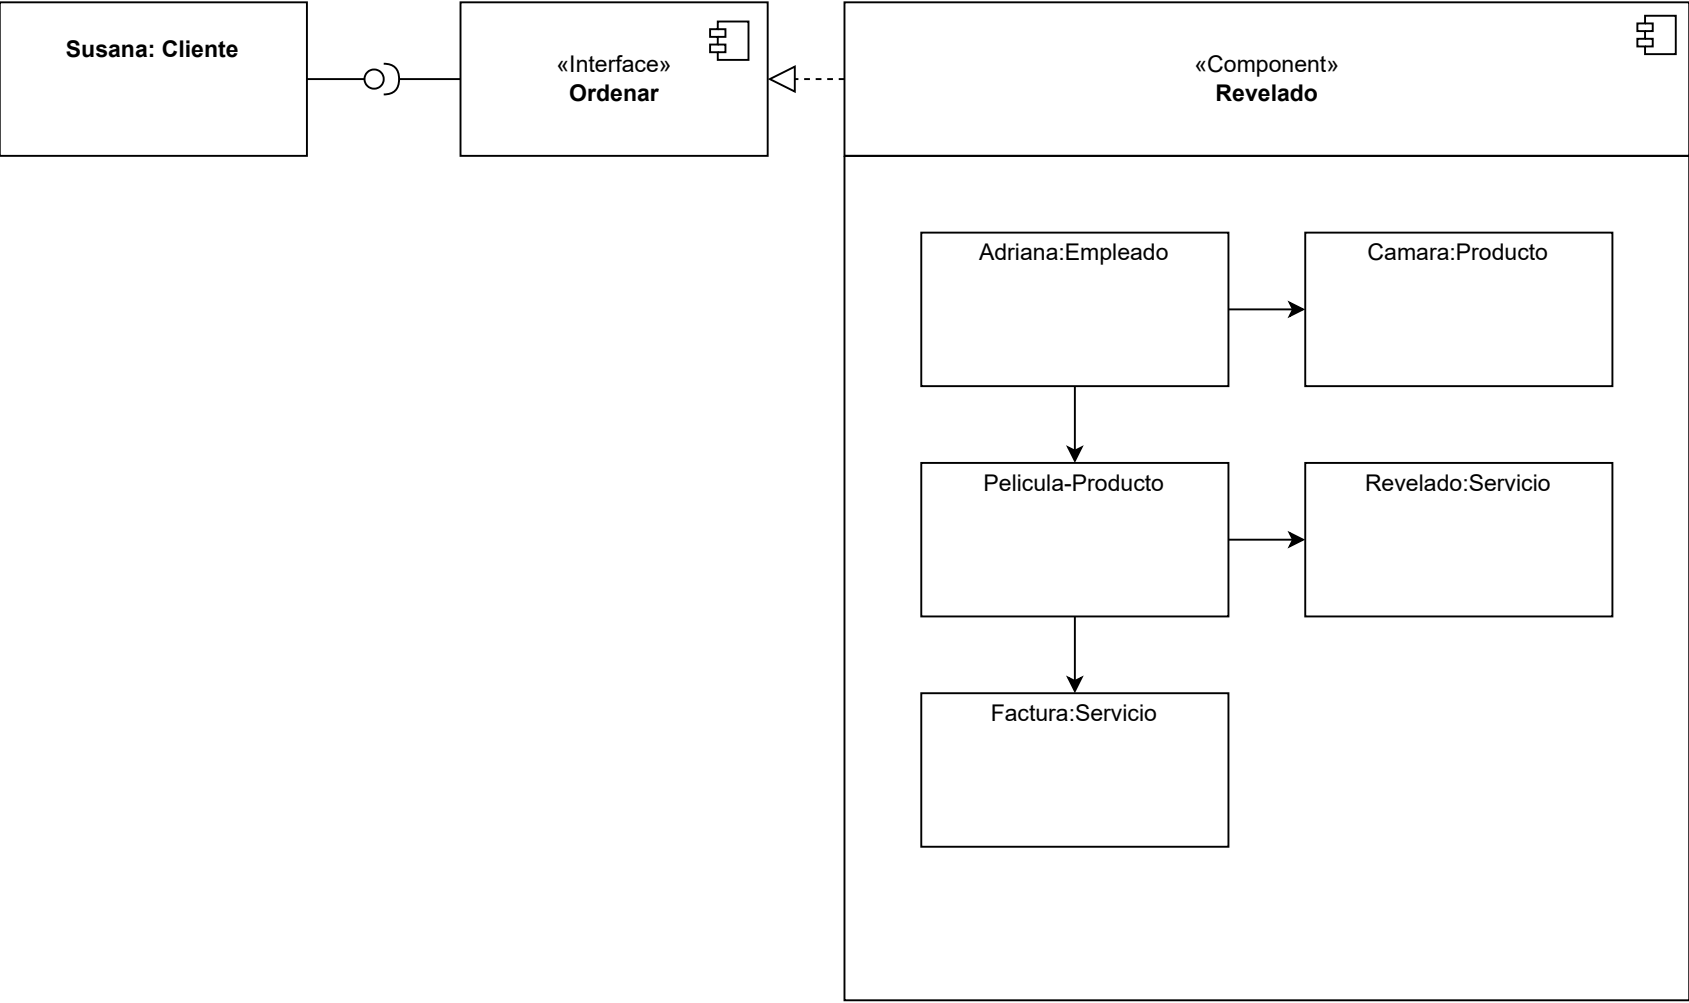 Susana: Cliente
«Interface»
Ordenar
«Component»
Revelado
Adriana:Empleado
Camara:Producto
Pelicula-Producto
Revelado:Servicio
Factura:Servicio